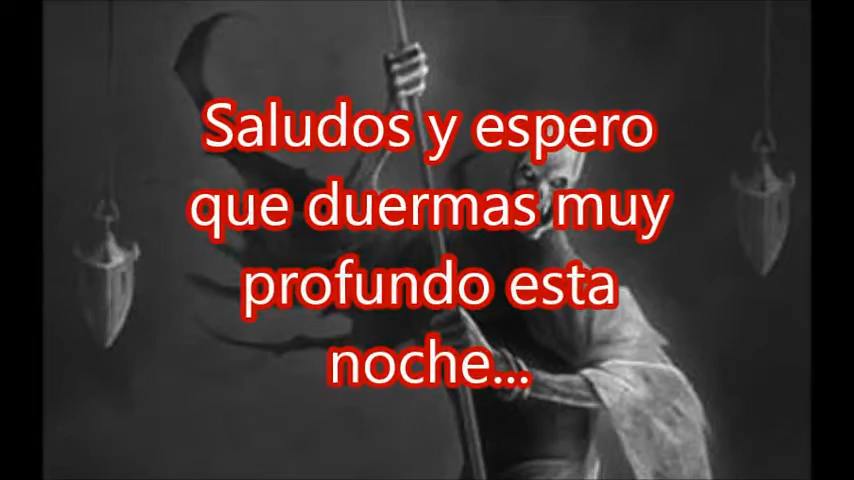 Saludos y espero
que duermas muy
profundo esta
noche...